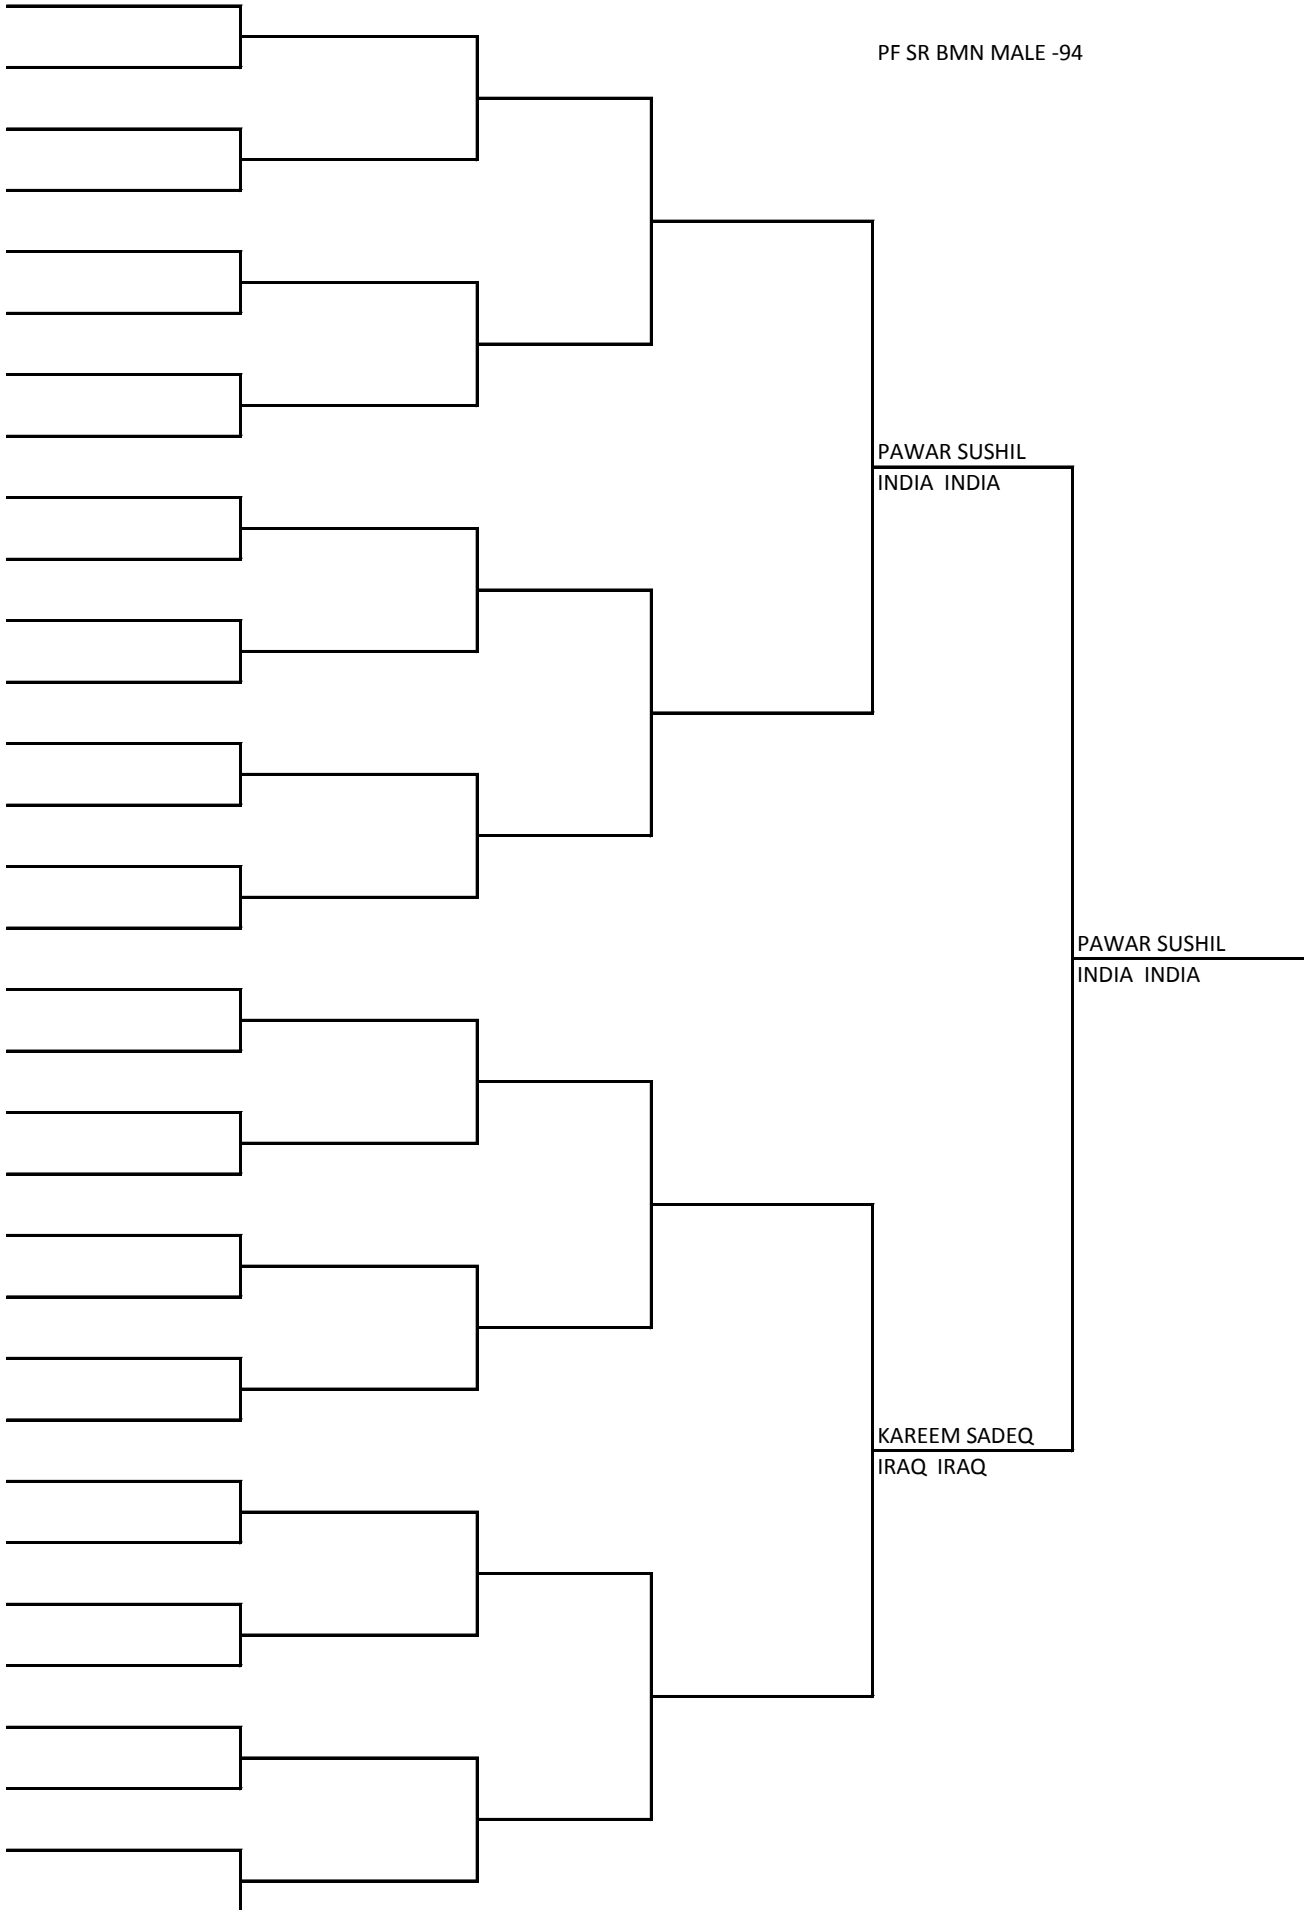 PF SR BMN MALE -94
PAWAR SUSHIL
INDIA  INDIA
PAWAR SUSHIL
INDIA  INDIA
KAREEM SADEQ
IRAQ  IRAQ